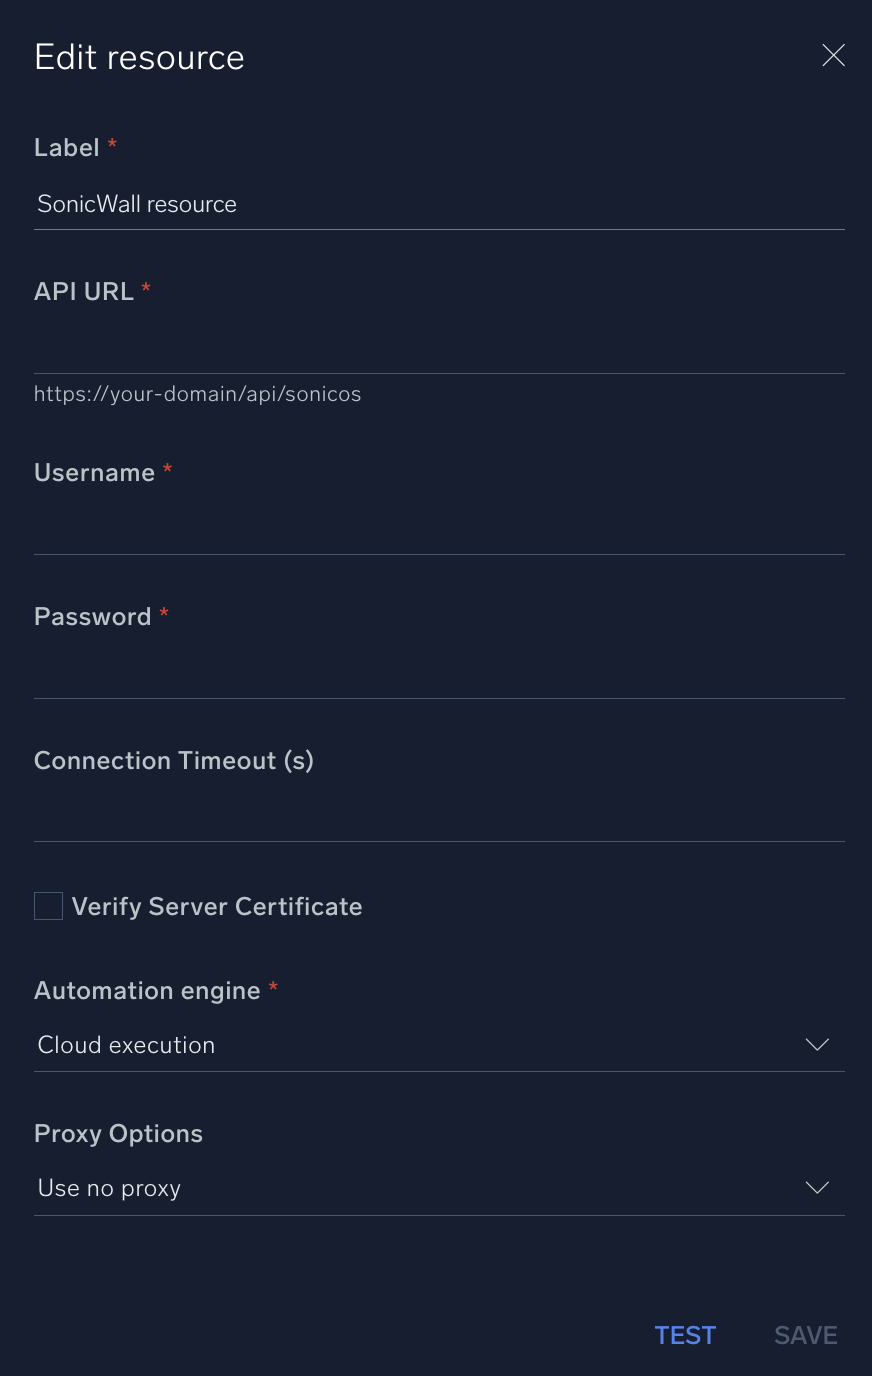 Edit resource
Label *
SonicWall resource
API URL *
https://your-domain/api/sonicos
Username *
Password *
Connection Timeout (s)
Verify Server Certificate
Automation engine *
Cloud execution
Proxy Options
Use no proxy
TEST SAVE